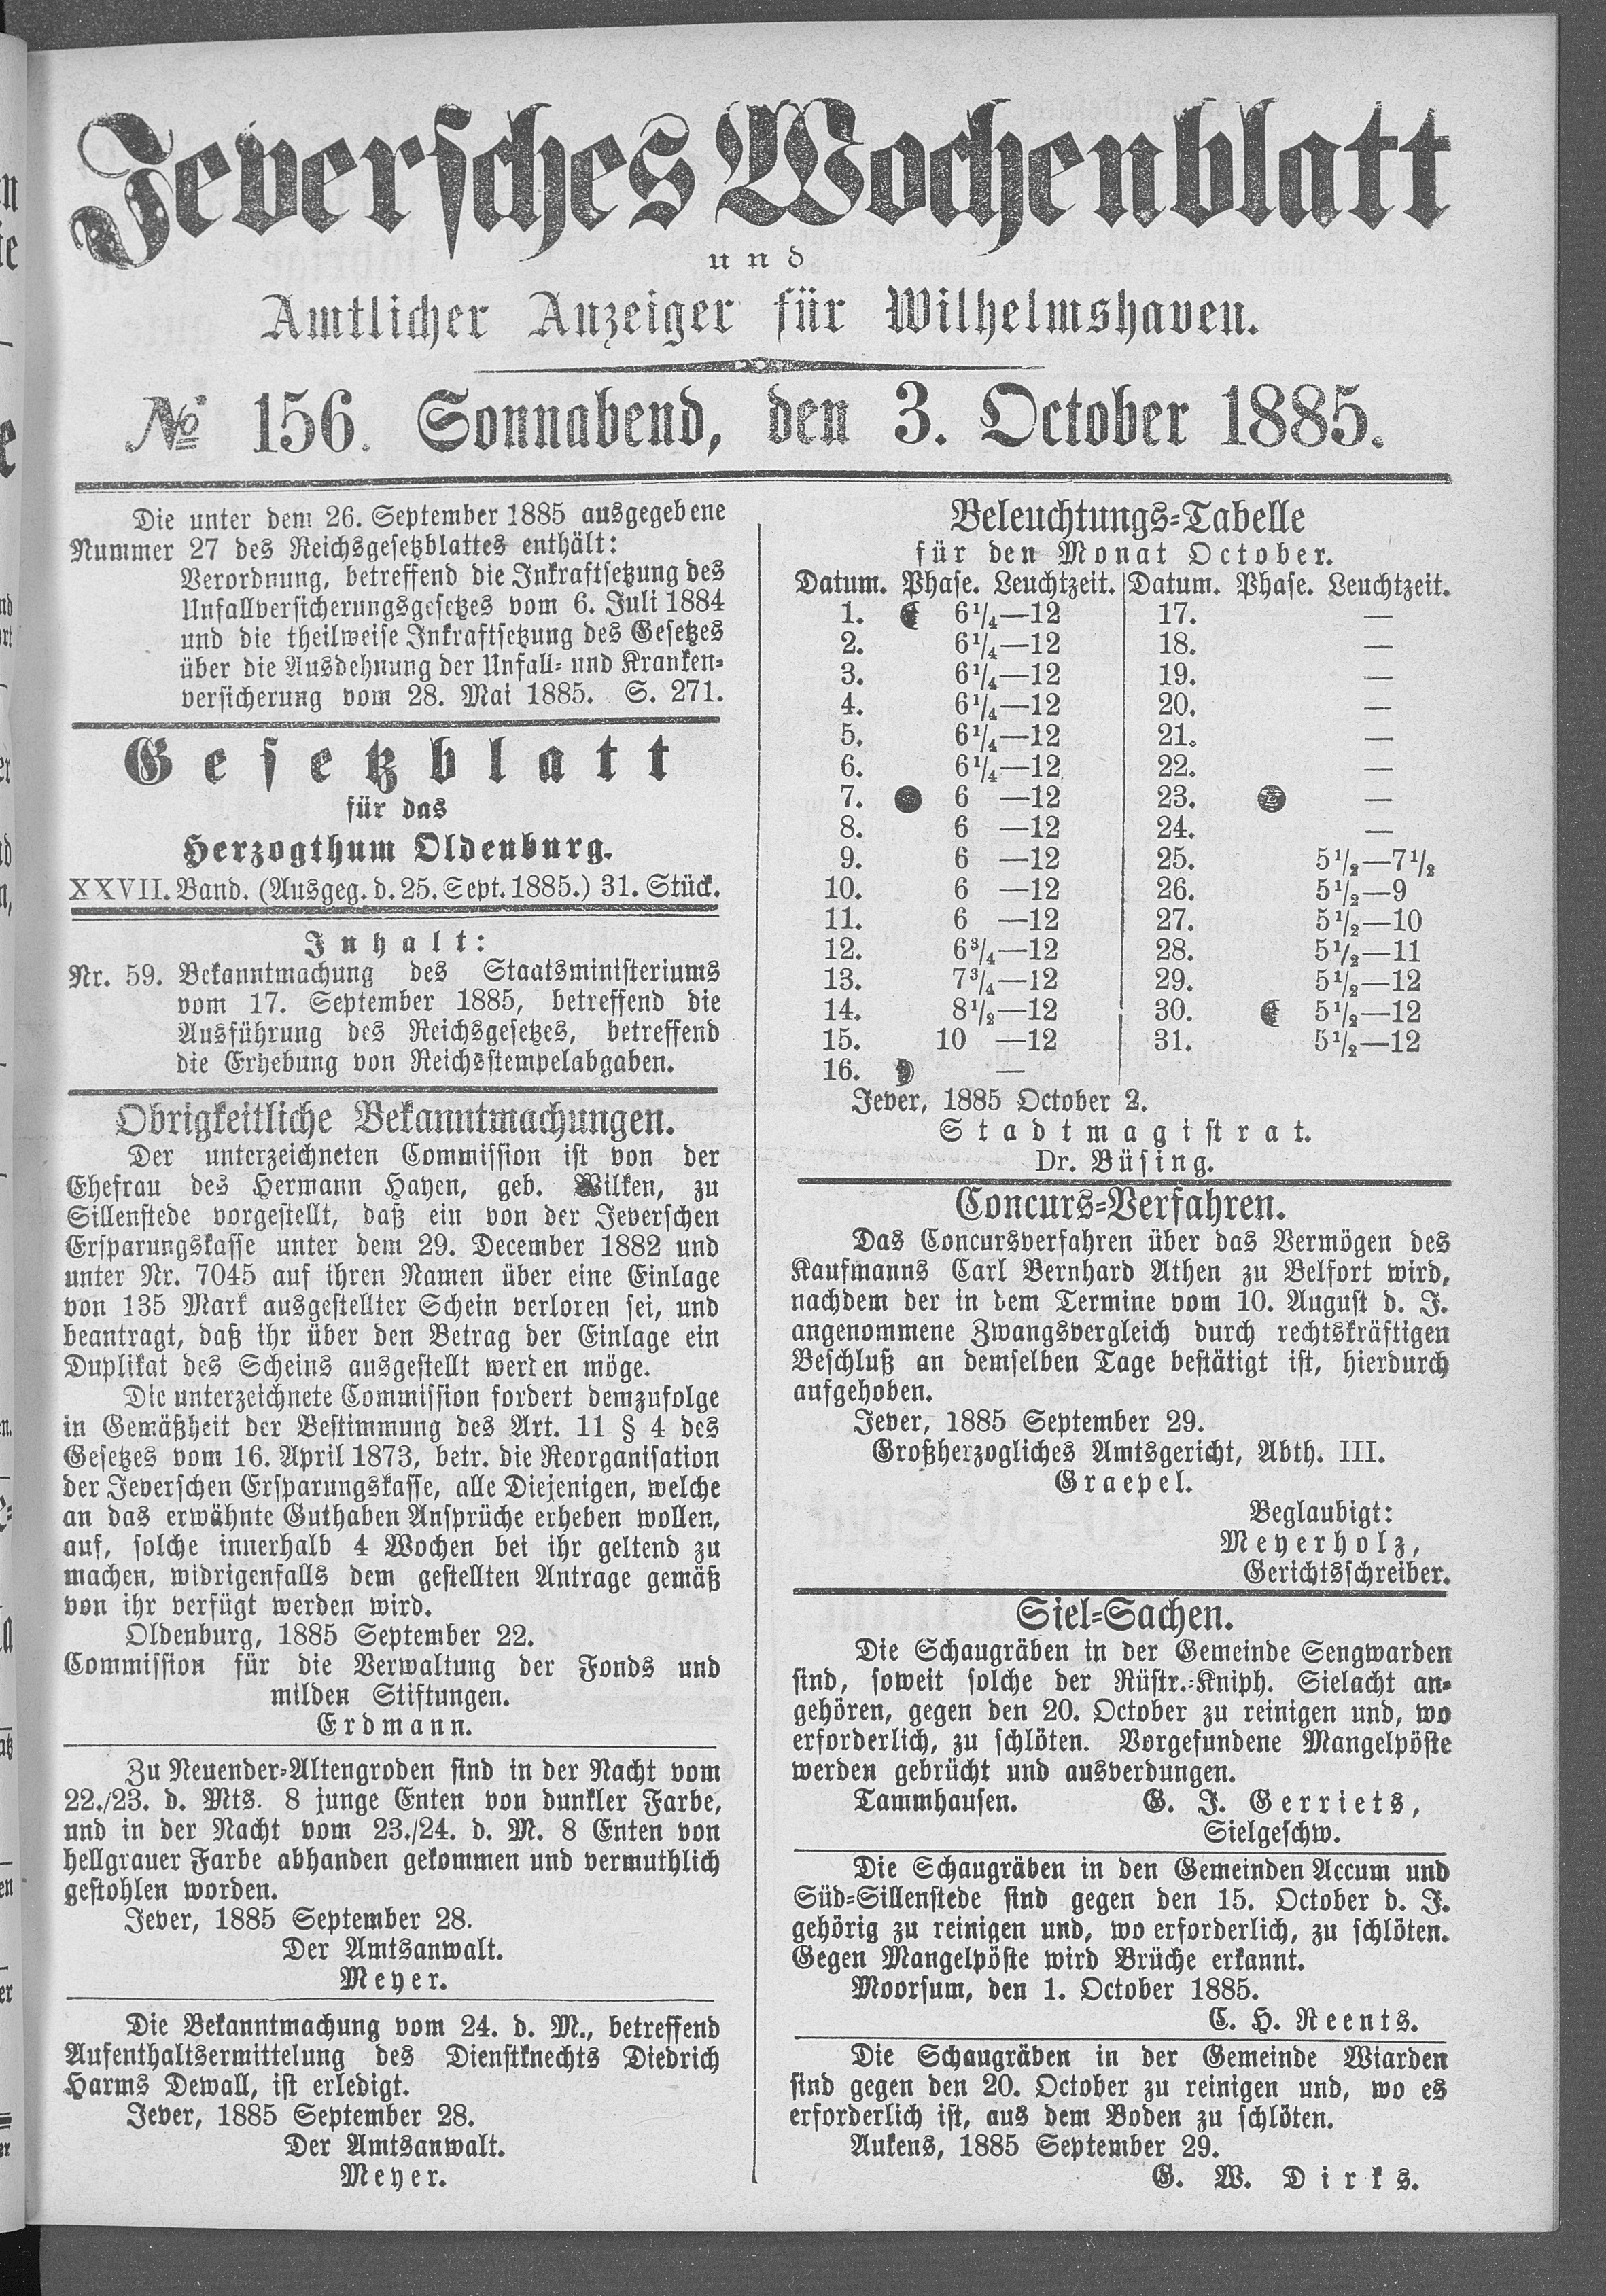 Jeversches Wochenblatt
und
Amtlicher Anzeiger für Wilhelmshaven.
№ 156. Sonnabend, den 3. October 1885.
Die unter dem 26. September 1885 ausgegebene
Nummer 27 des Reichsgesetzblattes enthält:
Verordnung, betreffend die Inkraftsetzung des
Unfallversicherungsgesetzes vom 6. Juli 1884
und die theilweise Inkraftsetzung des Gesetzes
über die Ausdehnung der Unfall- und Kranken-
versicherung vom 28. Mai 1885. S. 271.
Gesetzblatt
für das
Herzogthum Oldenburg.
XXVII. Band. (Ausgeg. d. 25. Sept. 1885.) 31. Stück.
Inhalt:
Nr. 59. Bekanntmachung des Staatsministeriums
vom 17. September 1885, betreffend die
Ausführung des Reichsgesetzes, betreffend
die Erhebung von Reichsstempelabgaben.
Obrigkeitliche Bekanntmachungen.
Der unterzeichneten Commission ist von der
Ehefrau des Hermann Hayen, geb. Wilken, zu
Sillenstede vorgestellt, daß ein von der Jeverschen
Ersparungskasse unter dem 29. December 1882 und
unter Nr. 7045 auf ihren Namen über eine Einlage
von 135 Mark ausgestellter Schein verloren sei, und
beantragt, daß ihr über den Betrag der Einlage ein
Duplikat des Scheins ausgestellt werden möge.
Die unterzeichnete Commission fordert demzufolge
in Gemäßheit der Bestimmung des Art. 11 § 4 des
Gesetzes vom 16. April 1873, betr. die Reorganisation
der Jeverschen Ersparungskasse, alle Diejenigen, welche
an das erwähnte Guthaben Ansprüche erheben wollen,
auf, solche innerhalb 4 Wochen bei ihr geltend zu
machen, widrigenfalls dem gestellten Antrage gemäß
von ihr verfügt werden wird.
Oldenburg, 1885 September 22.
Commission für die Verwaltung der Fonds und
milden Stiftungen.
Erdmann.
Zu Neuender-Altengroden sind in der Nacht vom
22./23. d. Mts. 8 junge Enten von dunkler Farbe,
und in der Nacht vom 23./24. d. M. 8 Enten von
hellgrauer Farbe abhanden gekommen und vermuthlich
gestohlen worden.
Jever, 1885 September 28.
Der Amtsanwalt.
Meyer.
Die Bekanntmachung vom 24. d. M., betreffend
Aufenthaltsermittelung des Dienstknechts Diedrich
Harms Dewall, ist erledigt.
Jever, 1885 September 28.
Der Amtsanwalt.
Meyer.
Beleuchtungs-Tabelle
für den Monat October.
Datum. Phase. Leuchtzeit. Datum. Phase. Leuchtzeit.
1. ☾ 6¼—12 17. —
2. 6¼—12 18. —
3. 6¼—12 19. —
4. 6¼—12 20. —
5. 6¼—12 21. —
6. 6¼—12 22. —
7. ● 6 —12 23. —
8. 6 —12 24. —
9. 6 —12 25. 5½—7½
10. 6 —12 26. 5½—9
11. 6 —12 27. 5½—10
12. 6¾—12 28. 5½—11
13. 7¾—12 29. 5½—12
14. 8½—12 30. ☾ 5½—12
15. 10 —12 31. 5½—12
16. ☽ —
Jever, 1885 October 2.
Stadtmagistrat.
Dr. Büsing.
Concurs-Verfahren.
Das Concursverfahren über das Vermögen des
Kaufmanns Carl Bernhard Athen zu Belfort wird,
nachdem der in dem Termine vom 10. August d. J.
angenommene Zwangsvergleich durch rechtskräftigen
Beschluß an demselben Tage bestätigt ist, hierdurch
aufgehoben.
Jever, 1885 September 29.
Großherzogliches Amtsgericht, Abth. III.
Graepel.
Beglaubigt:
Meyerholz,
Gerichtsschreiber.
Siel-Sachen.
Die Schaugräben in der Gemeinde Sengwarden
sind, soweit solche der Rüstr.-Kniph. Sielacht an-
gehören, gegen den 20. October zu reinigen und, wo
erforderlich, zu schlöten. Vorgefundene Mangelpöste
werden gebrücht und ausverdungen.
Tammhausen. G. J. Gerriets,
Sielgeschw.
Die Schaugräben in den Gemeinden Accum und
Süd-Sillenstede sind gegen den 15. October d. J.
gehörig zu reinigen und, wo erforderlich, zu schlöten.
Gegen Mangelpöste wird Brüche erkannt.
Moorsum, den 1. October 1885.
C. H. Reents.
Die Schaugräben in der Gemeinde Wiarden
sind gegen den 20. October zu reinigen und, wo es
erforderlich ist, aus dem Boden zu schlöten.
Aukens, 1885 September 29.
G. W. Dirks.